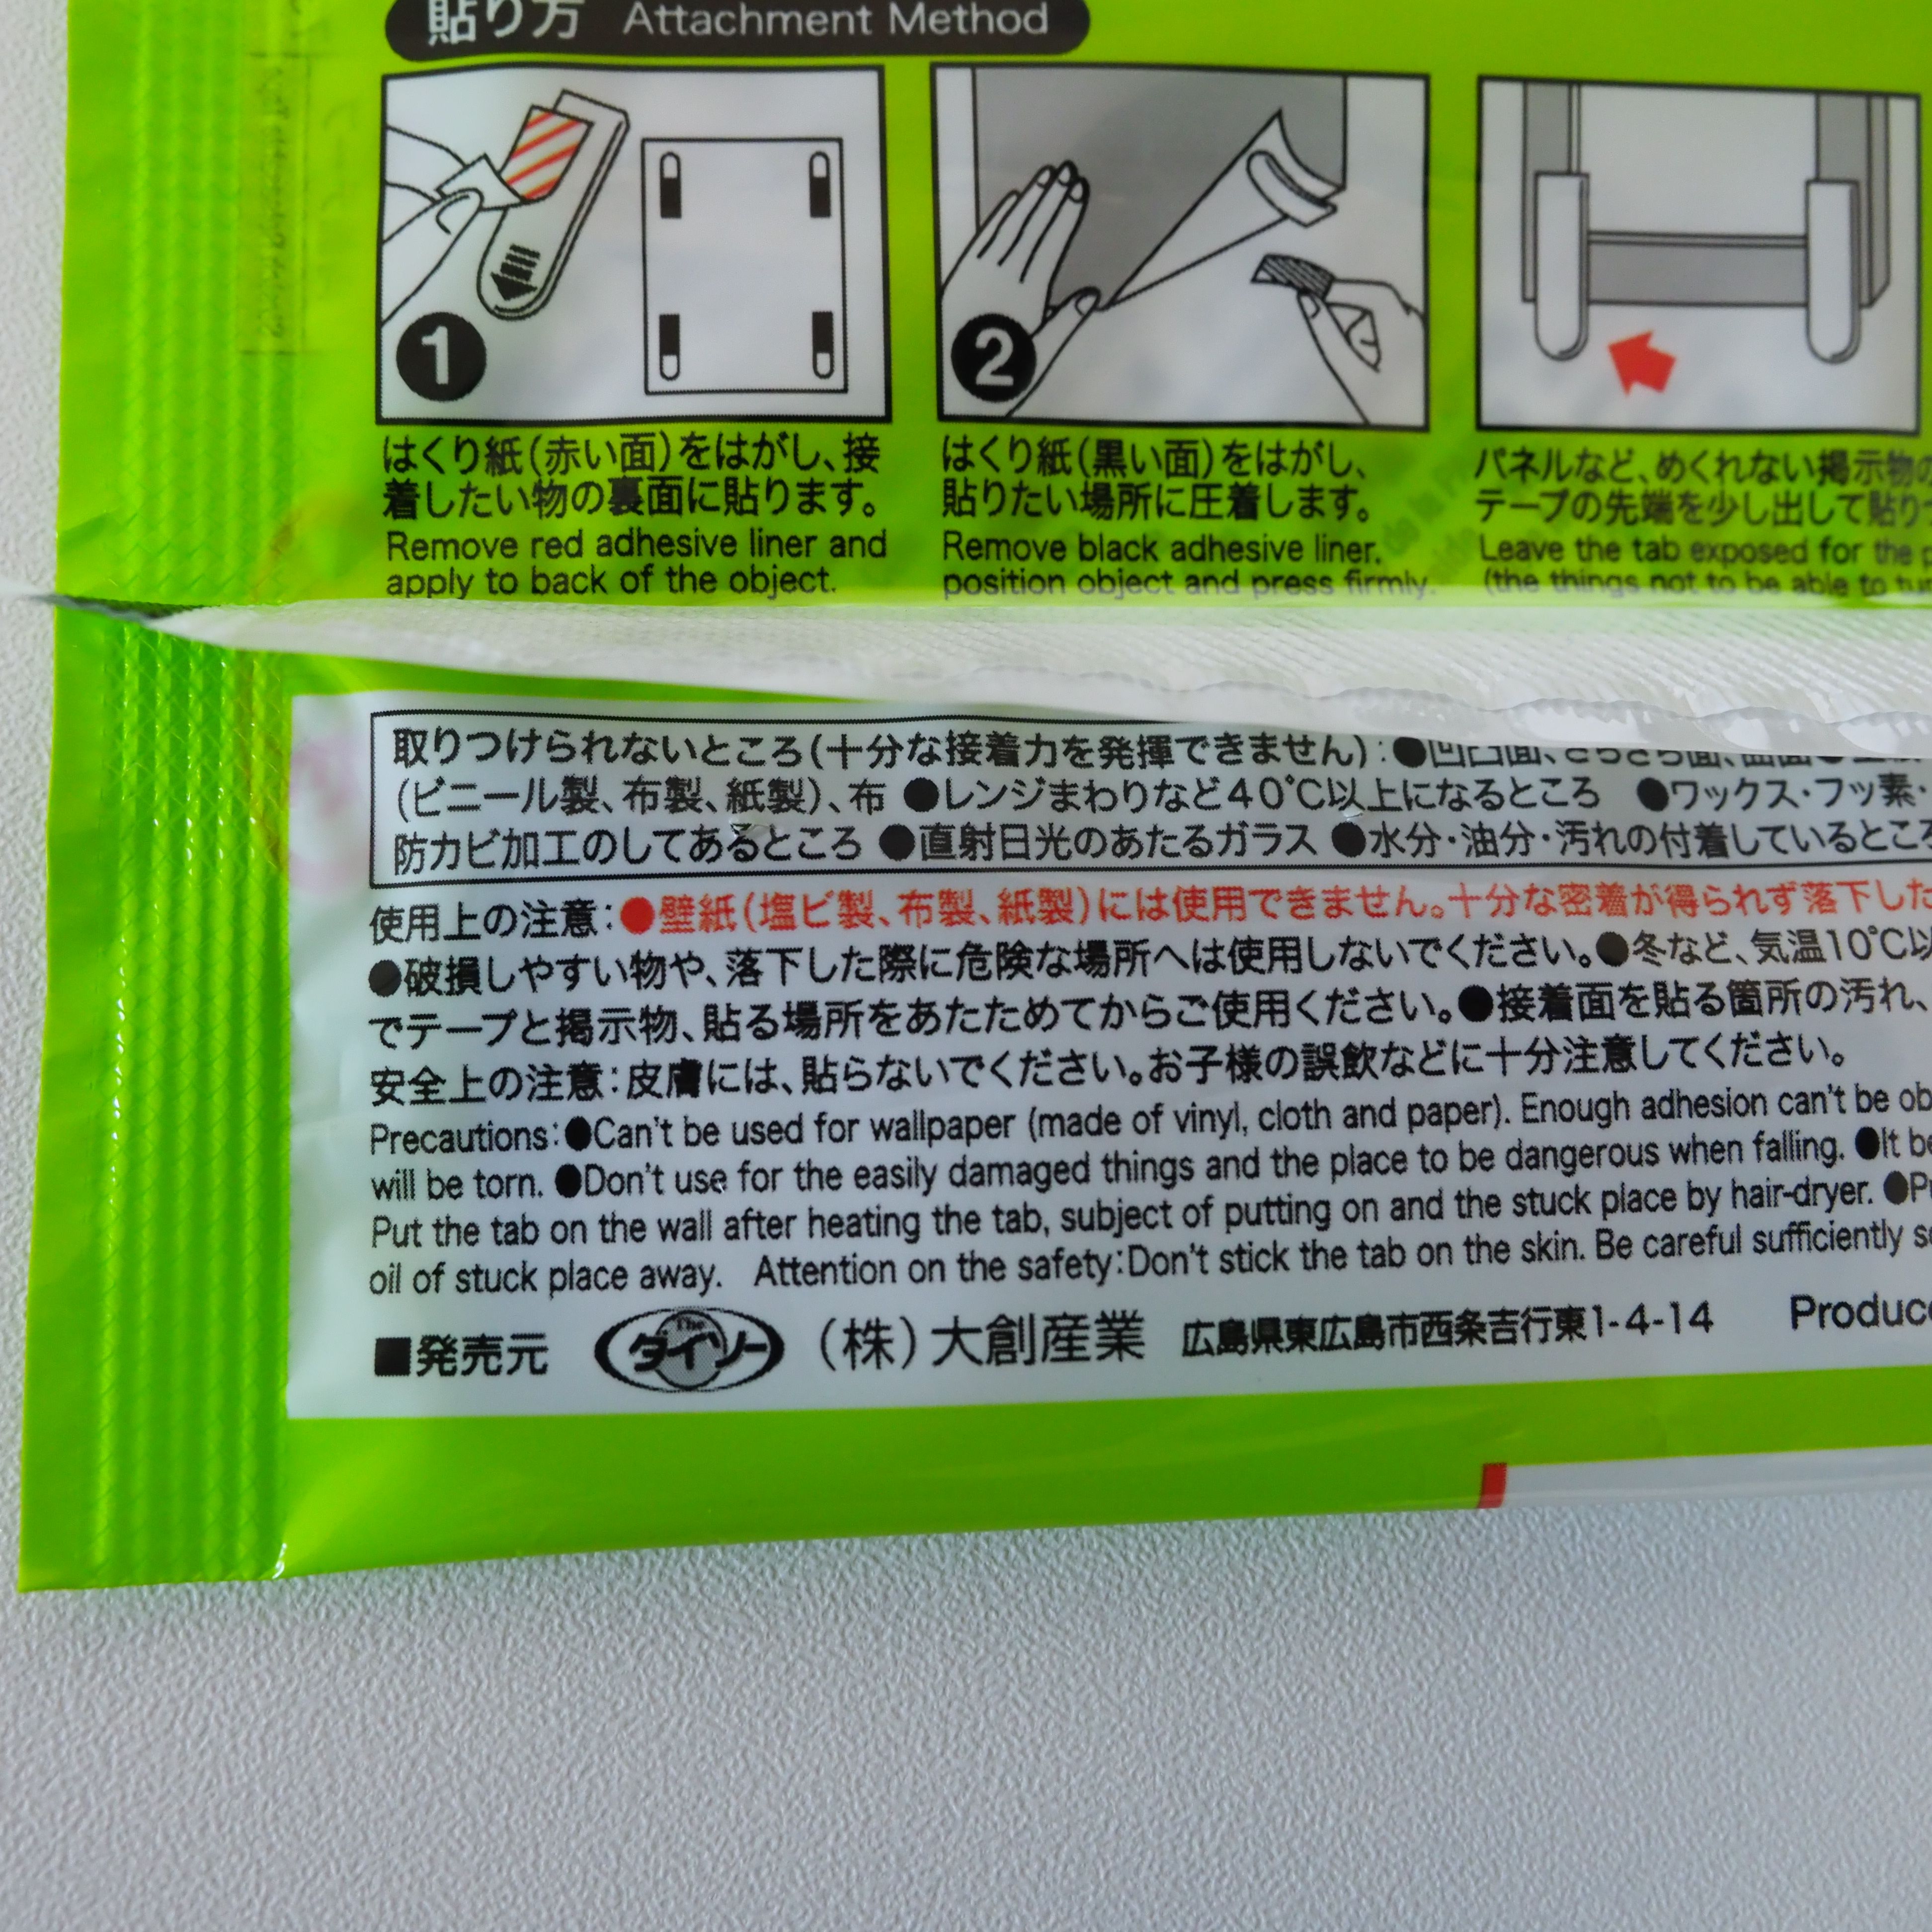 貼り方 Attachment Method
1
はくり紙(赤い面)をはがし、接
着したい物の裏面に貼ります。
Remove red adhesive liner and
apply to back of the object.
2
はくり紙(黒い面)をはがし、
貼りたい場所に圧着します。
Remove black adhesive liner.
position object and press firmly.
パネルなど、めくれない掲示物の
テープの先端を少し出して貼り
Leave the tab exposed for the
(the things not to be able to
取りつけられないところ(十分な接着力を発揮できません):●凹凸面、ざらざら面、曲面●
(ビニール製、布製、紙製)、布 ●レンジまわりなど40℃以上になるところ ●ワックス・フッ素・
防カビ加工のしてあるところ ●直射日光のあたるガラス ●水分・油分・汚れの付着しているところ
使用上の注意:●壁紙(塩ビ製、布製、紙製)には使用できません。十分な密着が得られず落下した
●破損しやすい物や、落下した際に危険な場所へは使用しないでください。●冬など、気温10℃以
でテープと掲示物、貼る場所をあたためてからご使用ください。●接着面を貼る箇所の汚れ、
安全上の注意:皮膚には、貼らないでください。お子様の誤飲などに十分注意してください。
Precautions:●Can't be used for wallpaper (made of vinyl, cloth and paper). Enough adhesion can't be
will be torn. ●Don't use for the easily damaged things and the place to be dangerous when falling. ●It
Put the tab on the wall after heating the tab, subject of putting on and the stuck place by hair-dryer. ●
oil of stuck place away. Attention on the safety:Don't stick the tab on the skin. Be careful sufficiently
■発売元 The ダイソー (株)大創産業 広島県東広島市西条吉行東1-4-14